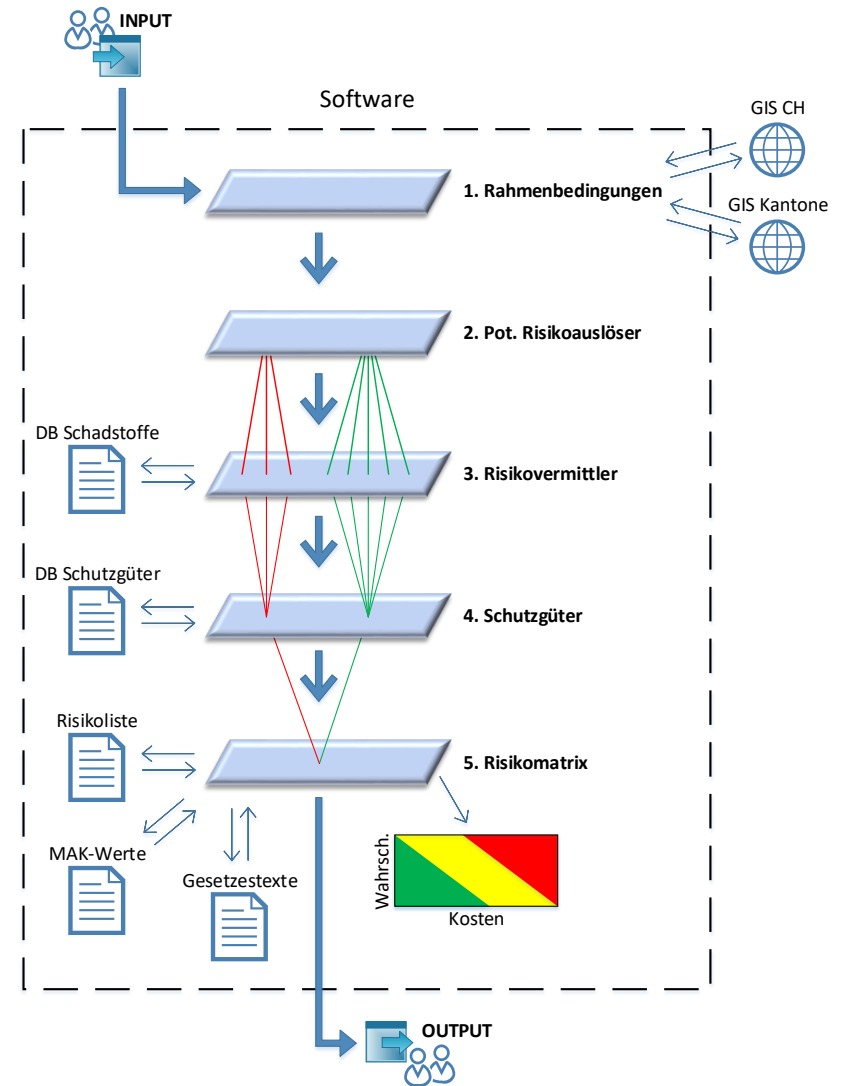 INPUT
Software
GIS CH
1. Rahmenbedingungen
GIS Kantone
2. Pot. Risikoauslöser
DB Schadstoffe
3. Risikovermittler
DB Schutzgüter
4. Schutzgüter
Risikoliste
5. Risikomatrix
MAK-Werte
Gesetzestexte
Wahrsch.
Kosten
OUTPUT